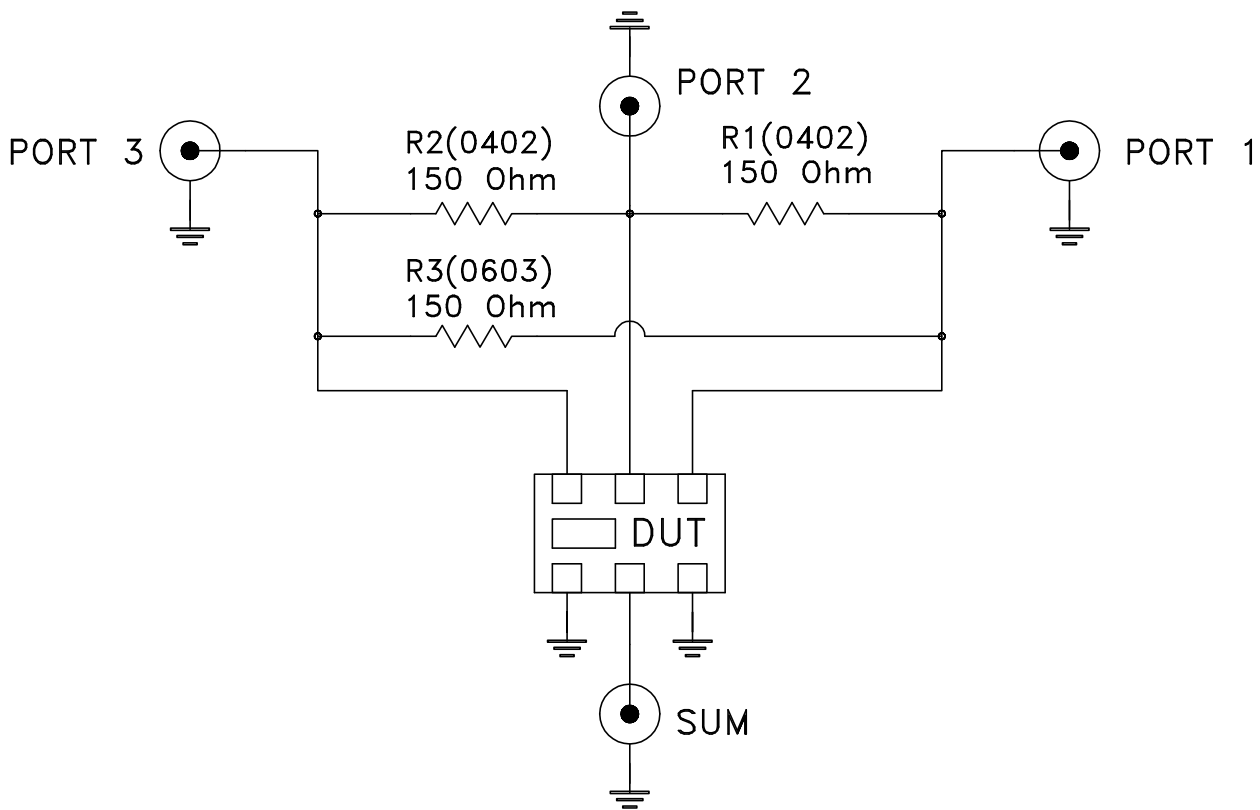 PORT 2
PORT 3
R2(0402)
150 Ohm
R1(0402)
150 Ohm
PORT 1
R3(0603)
150 Ohm
DUT
SUM